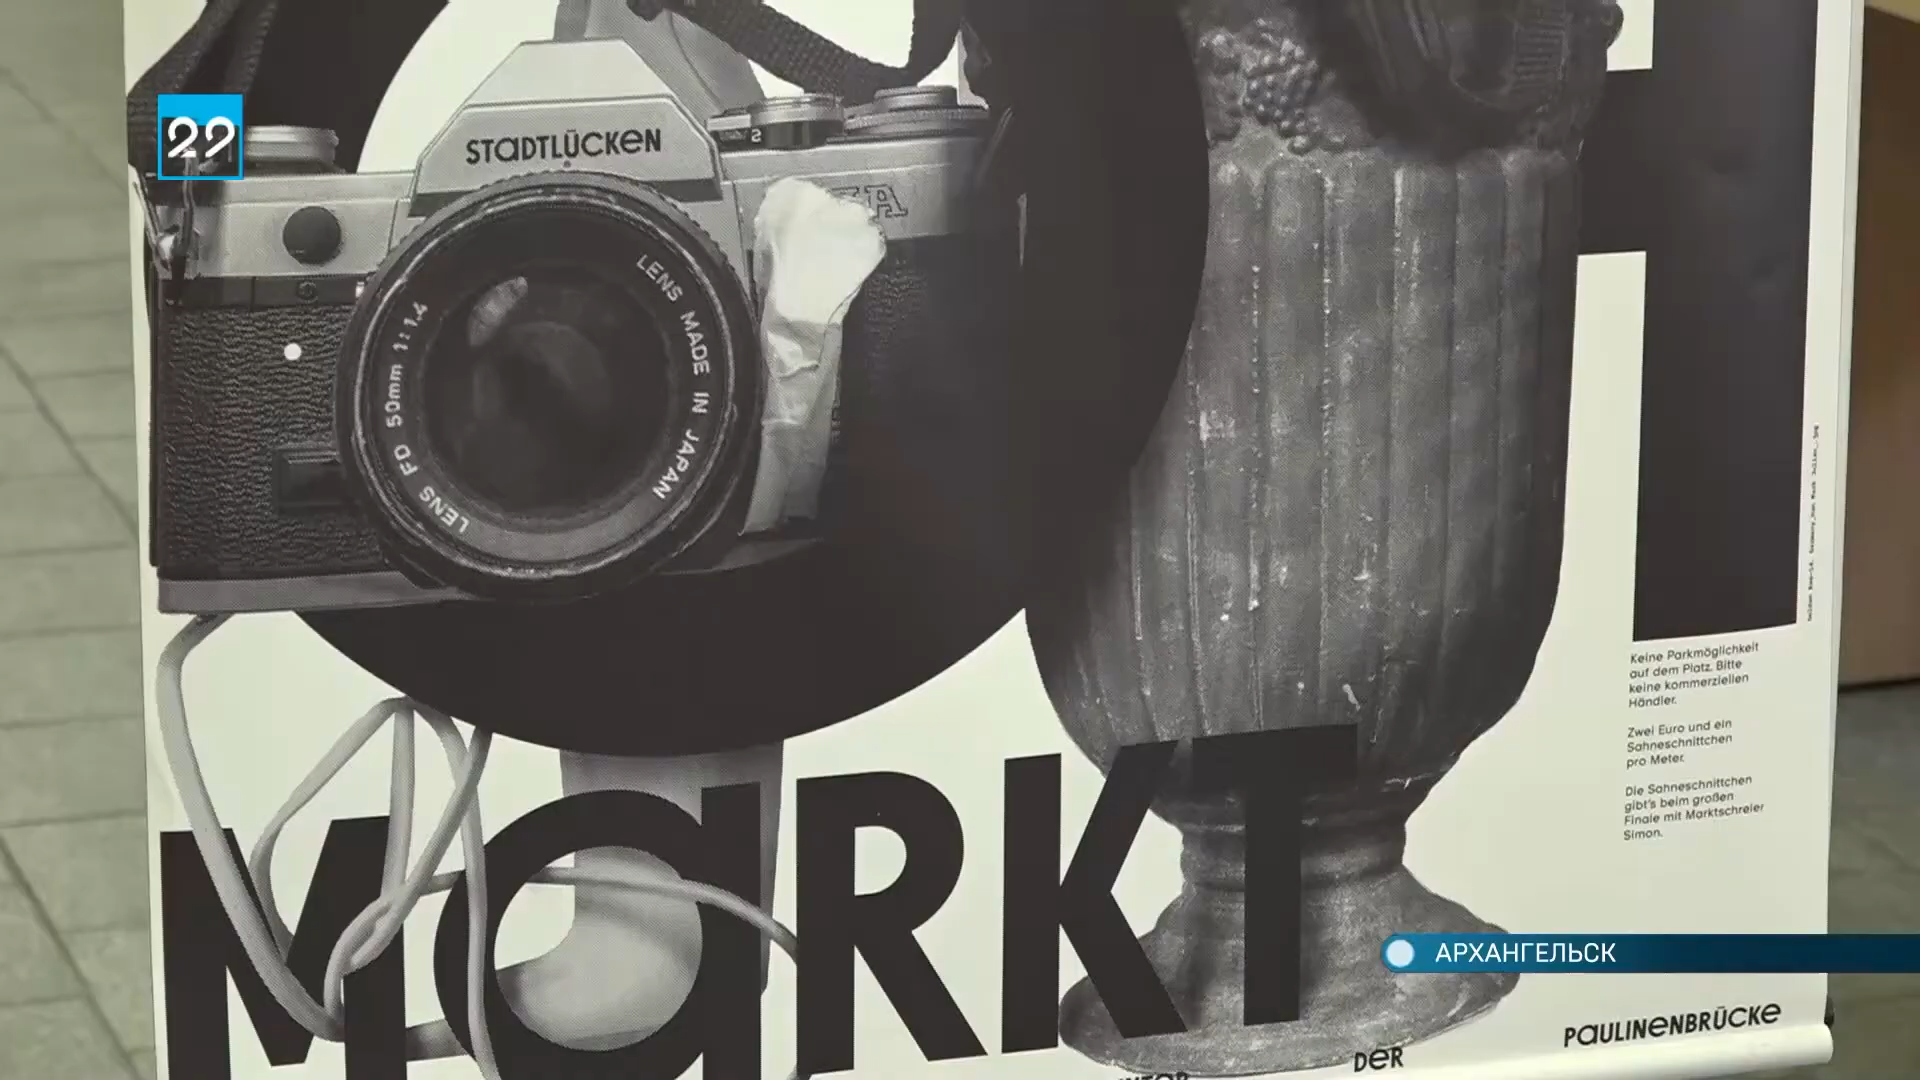 29
STaDTLÜCKeN
2
LENS MADE IN JAPAN
LENS FD 50mm 1:1.4
Keine Parkmöglichkeit
auf dem Platz. Bitte
keine kommerziellen
Händler.
Zwei Euro und ein
Sahneschnittchen
pro Meter.
Die Sahneschnittchen
gibt's beim großen
Finale mit Marktschreier
Simon.
MaRKT
АРХАНГЕЛЬСК
PaULINeNBRÜCKe
DeR